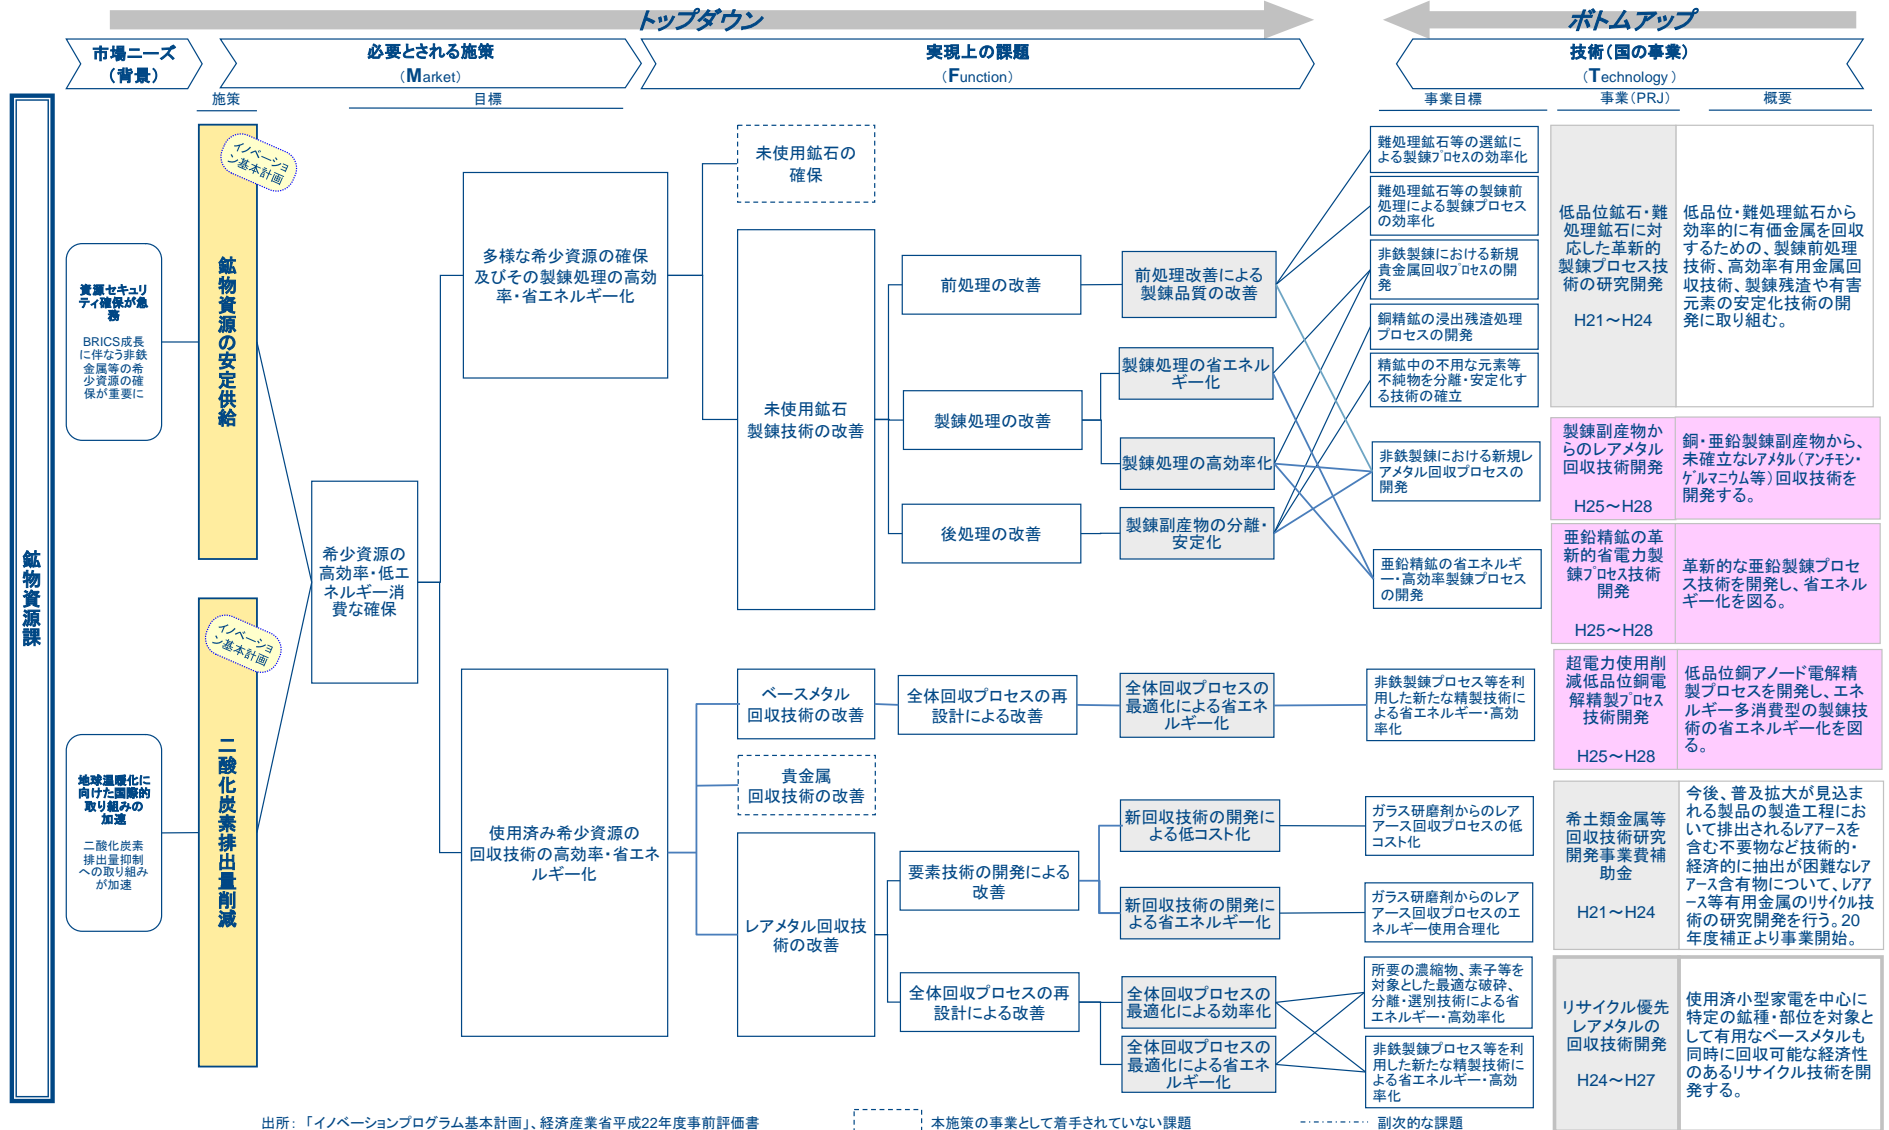 トップダウン
ボトムアップ
市場ニーズ
（背景）
必要とされる施策
（Market）
実現上の課題
（Function）
技術（国の事業）
（Technology）
施策
目標
事業目標
事業（PRJ）
概要
鉱物資源課
資源セキュリ
ティ確保が急
務
BRICS成長
に伴なう非鉄
金属等の希
少資源の確
保が重要に
地球温暖化に
向けた国際的
取り組みの
加速
二酸化炭素
排出量抑制
への取り組み
が加速
イノベーショ
ン基本計画
鉱物資源の安定供給
イノベーショ
ン基本計画
二酸化炭素排出量削減
希少資源の
高効率・低エ
ネルギー消
費な確保
多様な希少資源の確保
及びその製錬処理の高効
率・省エネルギー化
使用済み希少資源の
回収技術の高効率・省エネ
ルギー化
未使用鉱石の
確保
未使用鉱石
製錬技術の改善
ベースメタル
回収技術の改善
貴金属
回収技術の改善
レアメタル回収技
術の改善
前処理の改善
製錬処理の改善
後処理の改善
全体回収プロセスの再
設計による改善
要素技術の開発による
改善
全体回収プロセスの再
設計による改善
前処理改善による
製錬品質の改善
製錬処理の省エネル
ギー化
製錬処理の高効率化
製錬副産物の分離・
安定化
全体回収プロセスの
最適化による省エネ
ルギー化
新回収技術の開発に
よる低コスト化
新回収技術の開発に
よる省エネルギー化
全体回収プロセスの
最適化による効率化
全体回収プロセスの
最適化による省エネ
ルギー化
難処理鉱石等の選鉱に
よる製錬プロセスの効率化
難処理鉱石等の製錬前
処理による製錬プロセス
の効率化
非鉄製錬における新規
貴金属回収プロセスの開
発
銅精鉱の浸出残渣処理
プロセスの開発
精鉱中の不用な元素等
不純物を分離・安定化す
る技術の確立
非鉄製錬における新規レ
アメタル回収プロセスの
開発
亜鉛精鉱の省エネルギ
ー・高効率製錬プロセス
の開発
非鉄製錬プロセス等を利
用した新たな精製技術に
よる省エネルギー・高効
率化
ガラス研磨剤からのレア
アース回収プロセスの低
コスト化
ガラス研磨剤からのレア
アース回収プロセスのエ
ネルギー使用合理化
所要の濃縮物、素子等を
対象とした最適な破砕、
分離・選別技術による省
エネルギー・高効率化
非鉄製錬プロセス等を利
用した新たな精製技術に
よる省エネルギー・高効
率化
低品位鉱石・難
処理鉱石に対
応した革新的
製錬プロセス技
術の研究開発
H21～H24
低品位・難処理鉱石から
効率的に有価金属を回収
するための、製錬前処理
技術、高効率有用金属回
収技術、製錬残渣や有害
元素の安定化技術の開
発に取り組む。
製錬副産物か
らのレアメタル
回収技術開発
H25～H28
銅・亜鉛製錬副産物から、
未確立なレアメタル（アンチモン・
ゲルマニウム等）回収技術を
開発する。
亜鉛精鉱の革
新的省電力製
錬プロセス技術
開発
H25～H28
革新的な亜鉛製錬プロセ
ス技術を開発し、省エネル
ギー化を図る。
超電力使用削
減低品位銅電
解精製プロセス
技術開発
H25～H28
低品位銅アノード電解精
製プロセスを開発し、エネ
ルギー多消費型の製錬技
術の省エネルギー化を図
る。
希土類金属等
回収技術研究
開発事業費補
助金
H21～H24
今後、普及拡大が見込ま
れる製品の製造工程にお
いて排出されるレアアースを
含む不要物など技術的・
経済的に抽出が困難なレア
アース含有物について、レアア
ース等有用金属のリサイクル技
術の研究開発を行う。20
年度補正より事業開始。
リサイクル優先
レアメタルの
回収技術開発
H24～H27
使用済小型家電を中心に
特定の鉱種・部位を対象と
して有用なベースメタルも
同時に回収可能な経済性
のあるリサイクル技術を開
発する。
出所：「イノベーションプログラム基本計画」、経済産業省平成22年度事前評価書
本施策の事業として着手されていない課題
副次的な課題